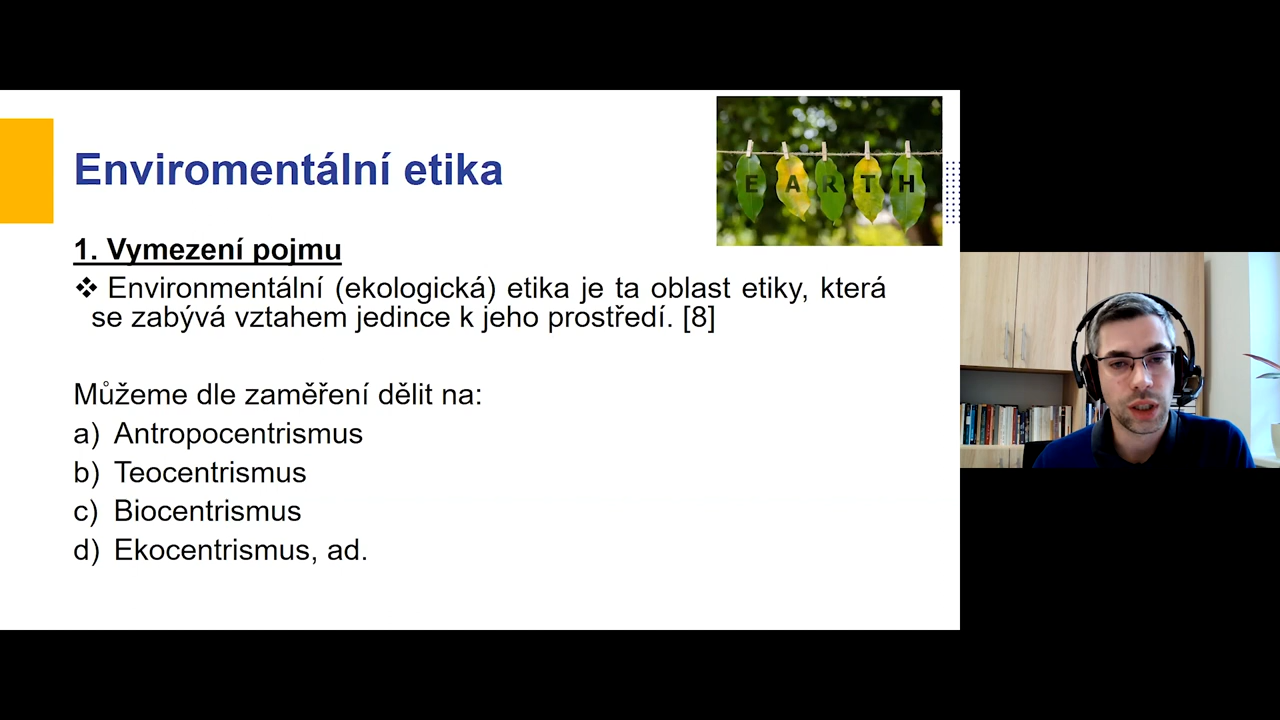 Enviromentální etika
E A R T H
1. Vymezení pojmu
❖ Environmentální (ekologická) etika je ta oblast etiky, která
se zabývá vztahem jedince k jeho prostředí. [8]
Můžeme dle zaměření dělit na:
a) Antropocentrismus
b) Teocentrismus
c) Biocentrismus
d) Ekocentrismus, ad.